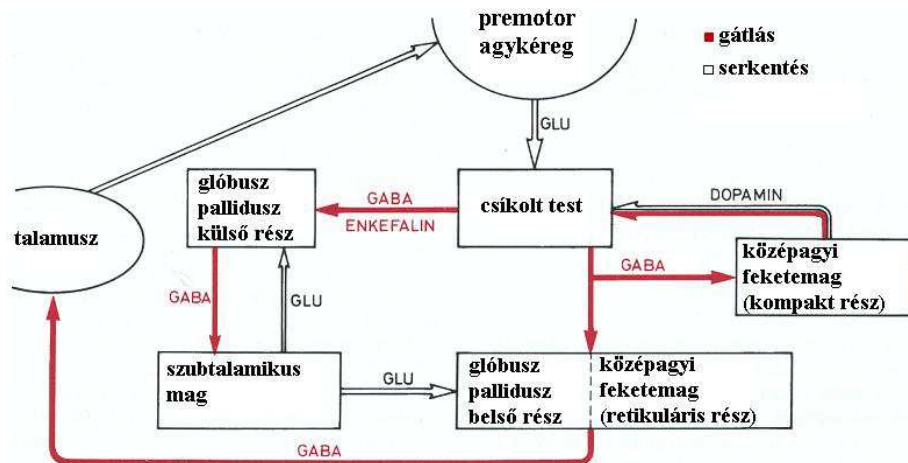 premotor
agykéreg
gátlás
serkentés
GLU
glóbusz
pallidusz
külső rész
GABA
ENKEFALIN
csíkolt test
DOPAMIN
talamusz
középagyi
feketemag
(kompakt rész)
GABA
GABA
GLU
szubtalamikus
mag
GLU
glóbusz
pallidusz
belső rész
középagyi
feketemag
(retikuláris rész)
GABA